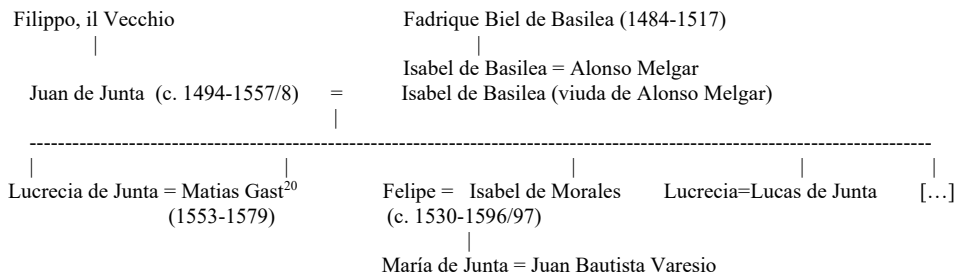 Filippo, il Vecchio Fadrique Biel de Basilea (1484-1517)
Isabel de Basilea = Alonso Melgar
Juan de Junta (c. 1494-1557/8) = Isabel de Basilea (viuda de Alonso Melgar)
Lucrecia de Junta = Matias Gast20 Felipe = Isabel de Morales Lucrecia=Lucas de Junta […]
(1553-1579) (c. 1530-1596/97)
María de Junta = Juan Bautista Varesio